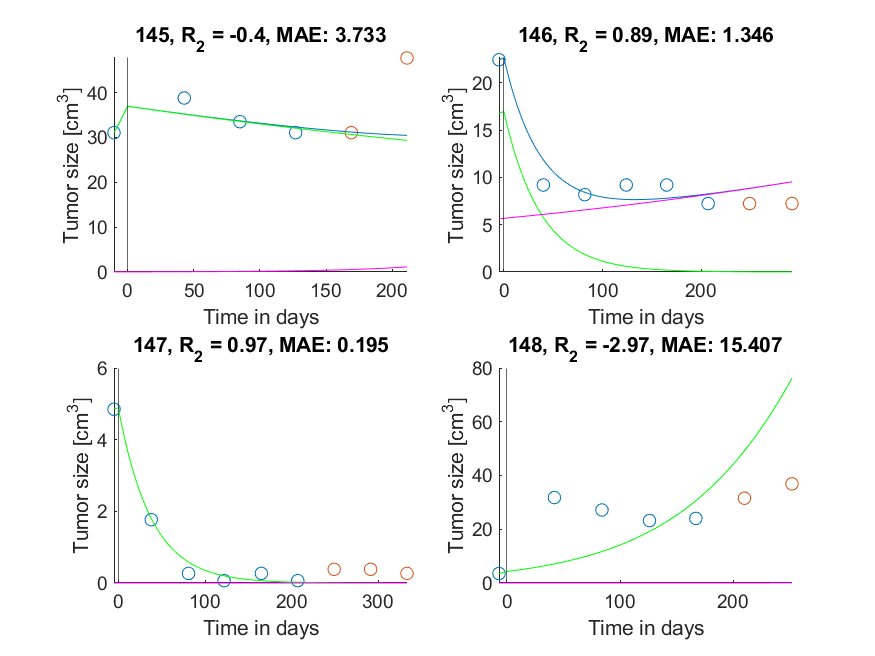 145, R2 = -0.4, MAE: 3.733
Tumor size [cm3]
40
30
20
10
0
0 50 100 150 200
Time in days
146, R2 = 0.89, MAE: 1.346
Tumor size [cm3]
20
15
10
5
0
0 100 200
Time in days
147, R2 = 0.97, MAE: 0.195
Tumor size [cm3]
6
4
2
0
0 100 200 300
Time in days
148, R2 = -2.97, MAE: 15.407
Tumor size [cm3]
80
60
40
20
0
0 100 200
Time in days